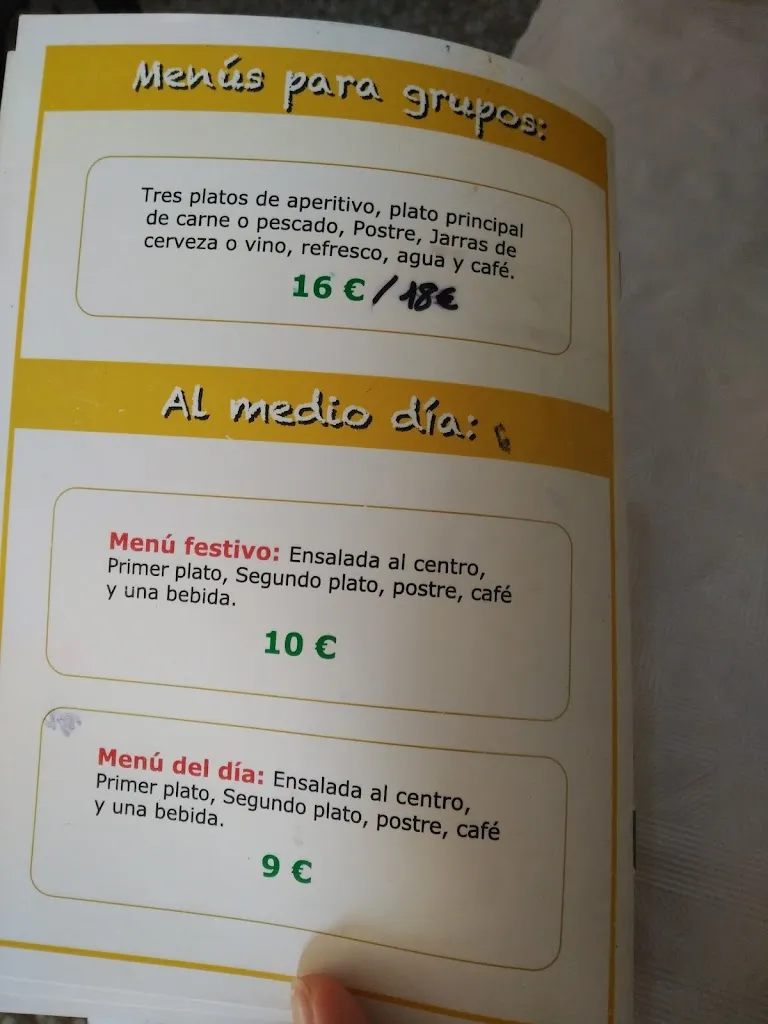 Menús para grupos:
Tres platos de aperitivo, plato principal
de carne o pescado, Postre, Jarras de
cerveza o vino, refresco, agua y café.
16 € / 18€
Al medio día:
Menú festivo: Ensalada al centro,
Primer plato, Segundo plato, postre, café
y una bebida.
10 €
Menú del día: Ensalada al centro,
Primer plato, Segundo plato, postre, café
y una bebida.
9 €